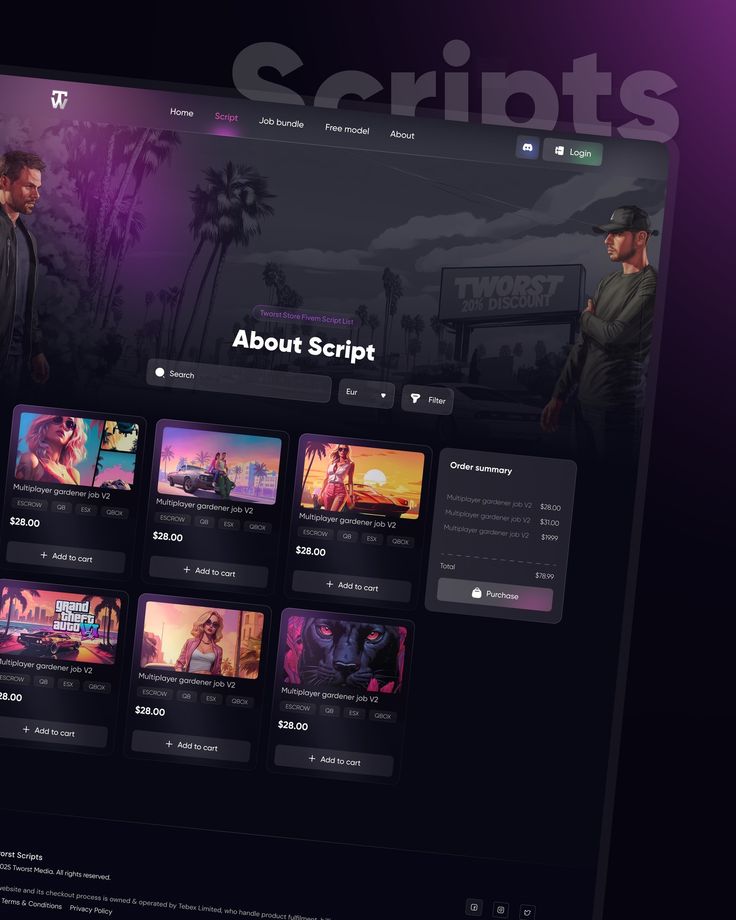 Scripts
TW
Home Script Job bundle Free model About
Login
TWORST
20% DISCOUNT
Tworst Store Fivem Script List
About Script
Search
Eur
Filter
Multiplayer gardener job V2
ESCROW QB ESX QBOX
$28.00
+ Add to cart
Multiplayer gardener job V2
ESCROW QB ESX QBOX
$28.00
+ Add to cart
Multiplayer gardener job V2
ESCROW QB ESX QBOX
$28.00
+ Add to cart
Order summary
Multiplayer gardener job V2 $28.00
Multiplayer gardener job V2 $31.00
Multiplayer gardener job V2 $1999
Total $78.99
Purchase
grand
theft
auto VI
Multiplayer gardener job V2
ESCROW QB ESX QBOX
$28.00
+ Add to cart
Multiplayer gardener job V2
ESCROW QB ESX QBOX
$28.00
+ Add to cart
Multiplayer gardener job V2
ESCROW QB ESX QBOX
28.00
+ Add to cart
orst Scripts
025 Tworst Media. All rights reserved.
website and its checkout process is owned & operated by Tebex Limited, who handle product fulfilment,
Terms & Conditions Privacy Policy